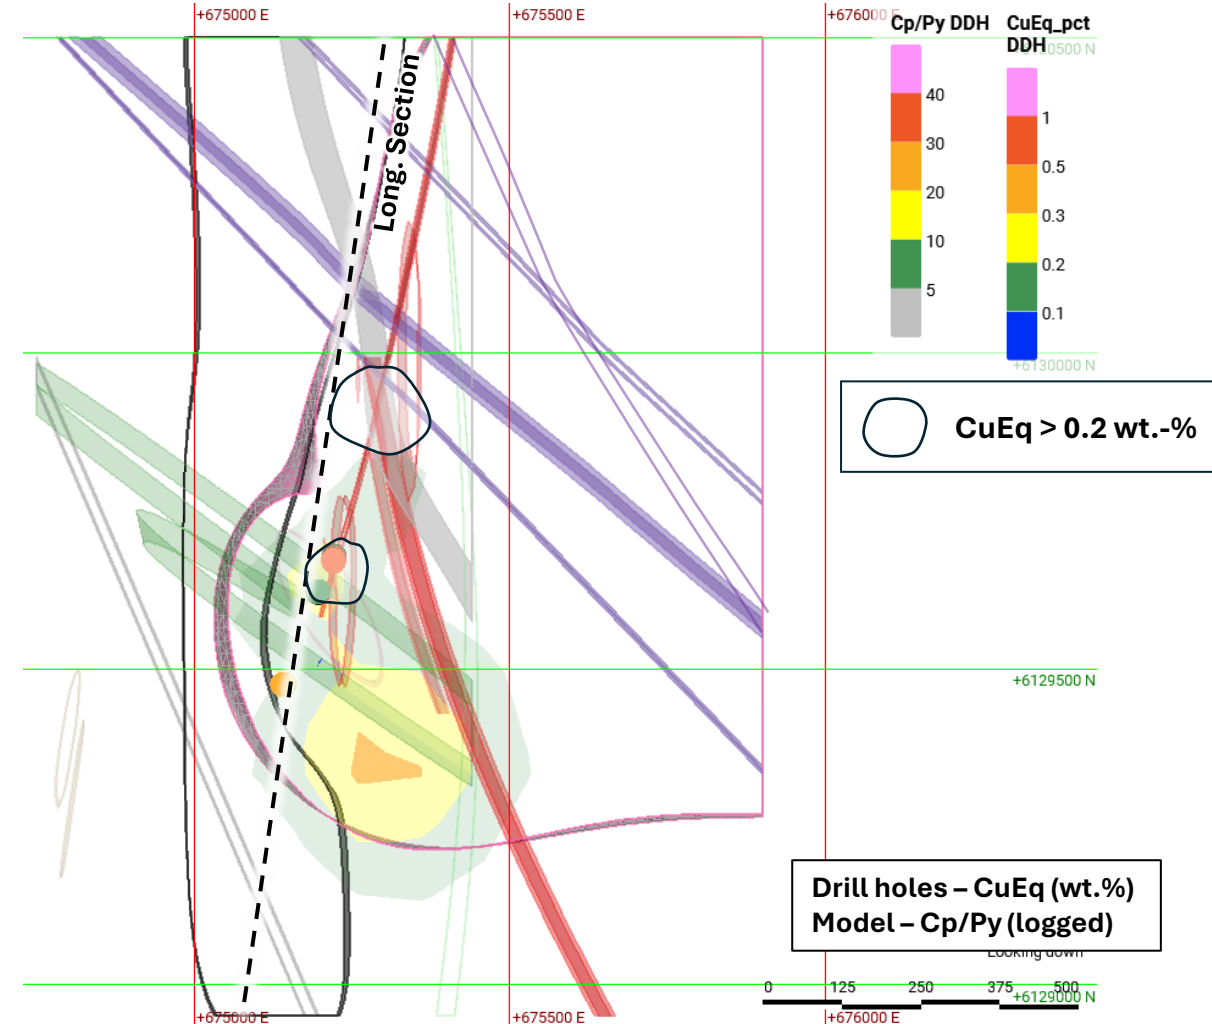 +675000 E
+675500 E
+676000 E
Cp/Py DDH
40
30
20
10
5
CuEq_pct
DDH
1
0.5
0.3
0.2
0.1
+6130500 N
Long. Section
+6130000 N
CuEq > 0.2 wt.-%
+6129500 N
Drill holes – CuEq (wt.%)
Model – Cp/Py (logged)
Looking down
0 125 250 375 500
+6129000 N
+675000 E
+675500 E
+676000 E